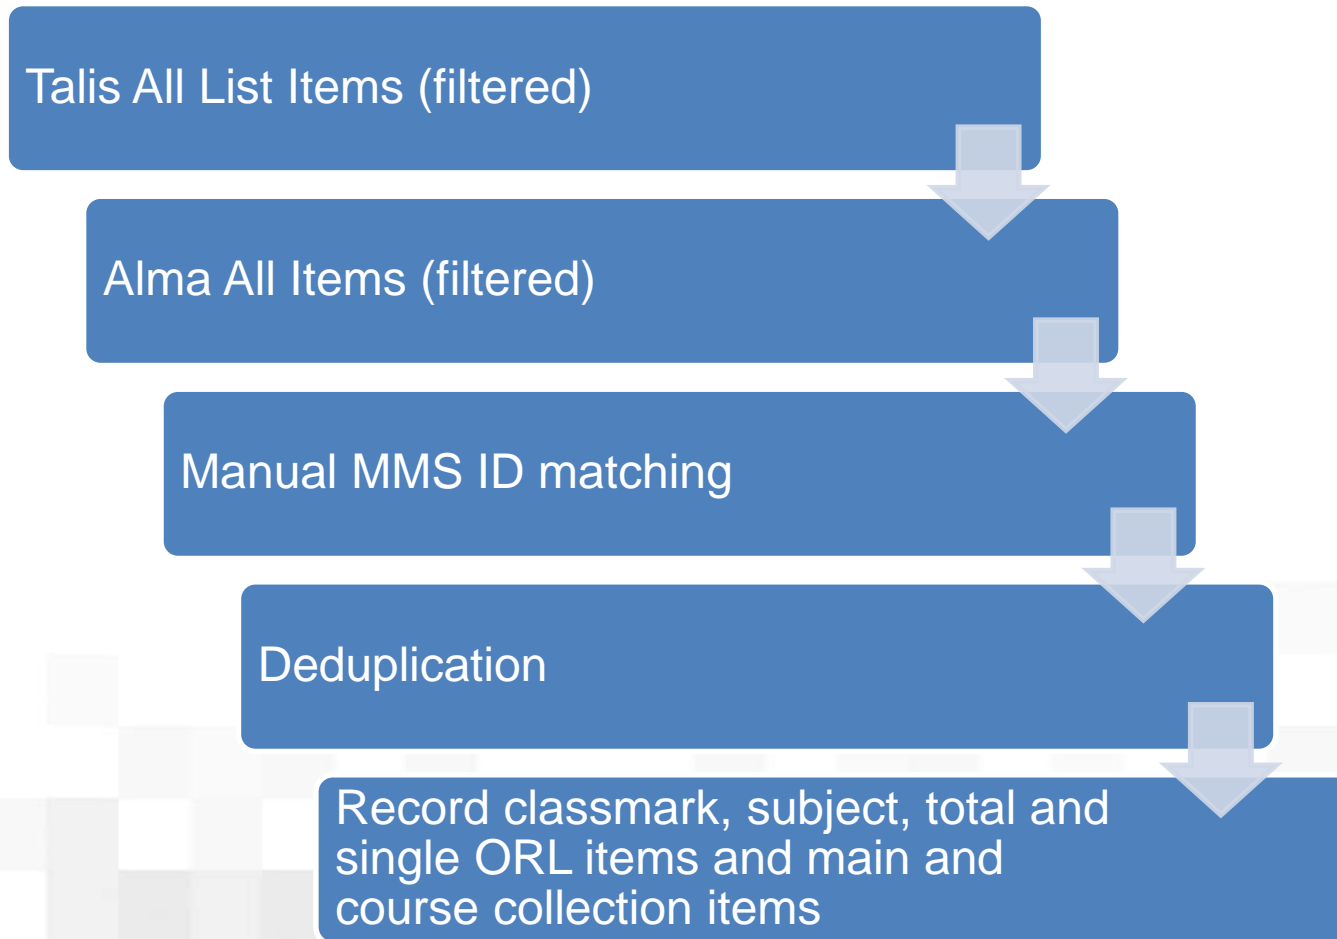 Talis All List Items (filtered)
Alma All Items (filtered)
Manual MMS ID matching
Deduplication
Record classmark, subject, total and
single ORL items and main and
course collection items